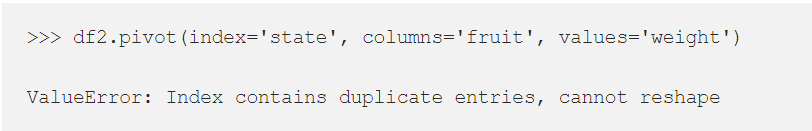 >>> df2.pivot(index='state', columns='fruit', values='weight')
ValueError: Index contains duplicate entries, cannot reshape